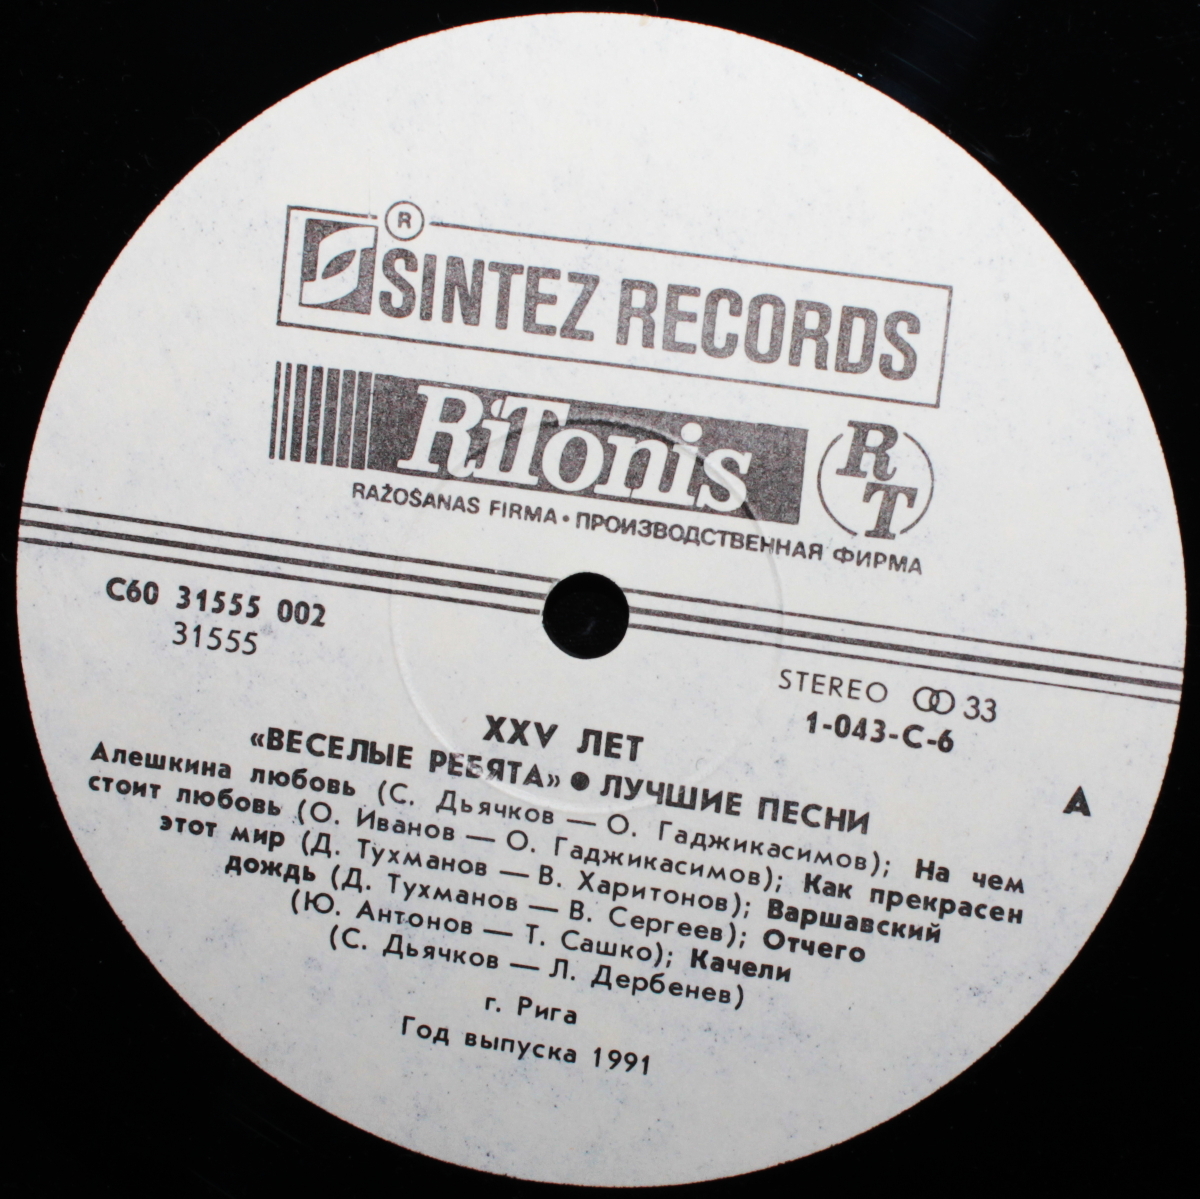 ®
SINTEZ RECORDS
RiTonis
RT
RAŽOŠANAS FIRMA • ПРОИЗВОДСТВЕННАЯ ФИРМА
С60 31555 002
31555
STEREO 33
1-043-С-6
XXV ЛЕТ
«ВЕСЕЛЫЕ РЕБЯТА» ● ЛУЧШИЕ ПЕСНИ
А
Алешкина любовь (С. Дьячков — О. Гаджикасимов); На чем
стоит любовь (О. Иванов — О. Гаджикасимов); Как прекрасен
этот мир (Д. Тухманов — В. Харитонов); Варшавский
дождь (Д. Тухманов — В. Сергеев); Отчего
(Ю. Антонов — Т. Сашко); Качели
(С. Дьячков — Л. Дербенев)
г. Рига
Год выпуска 1991